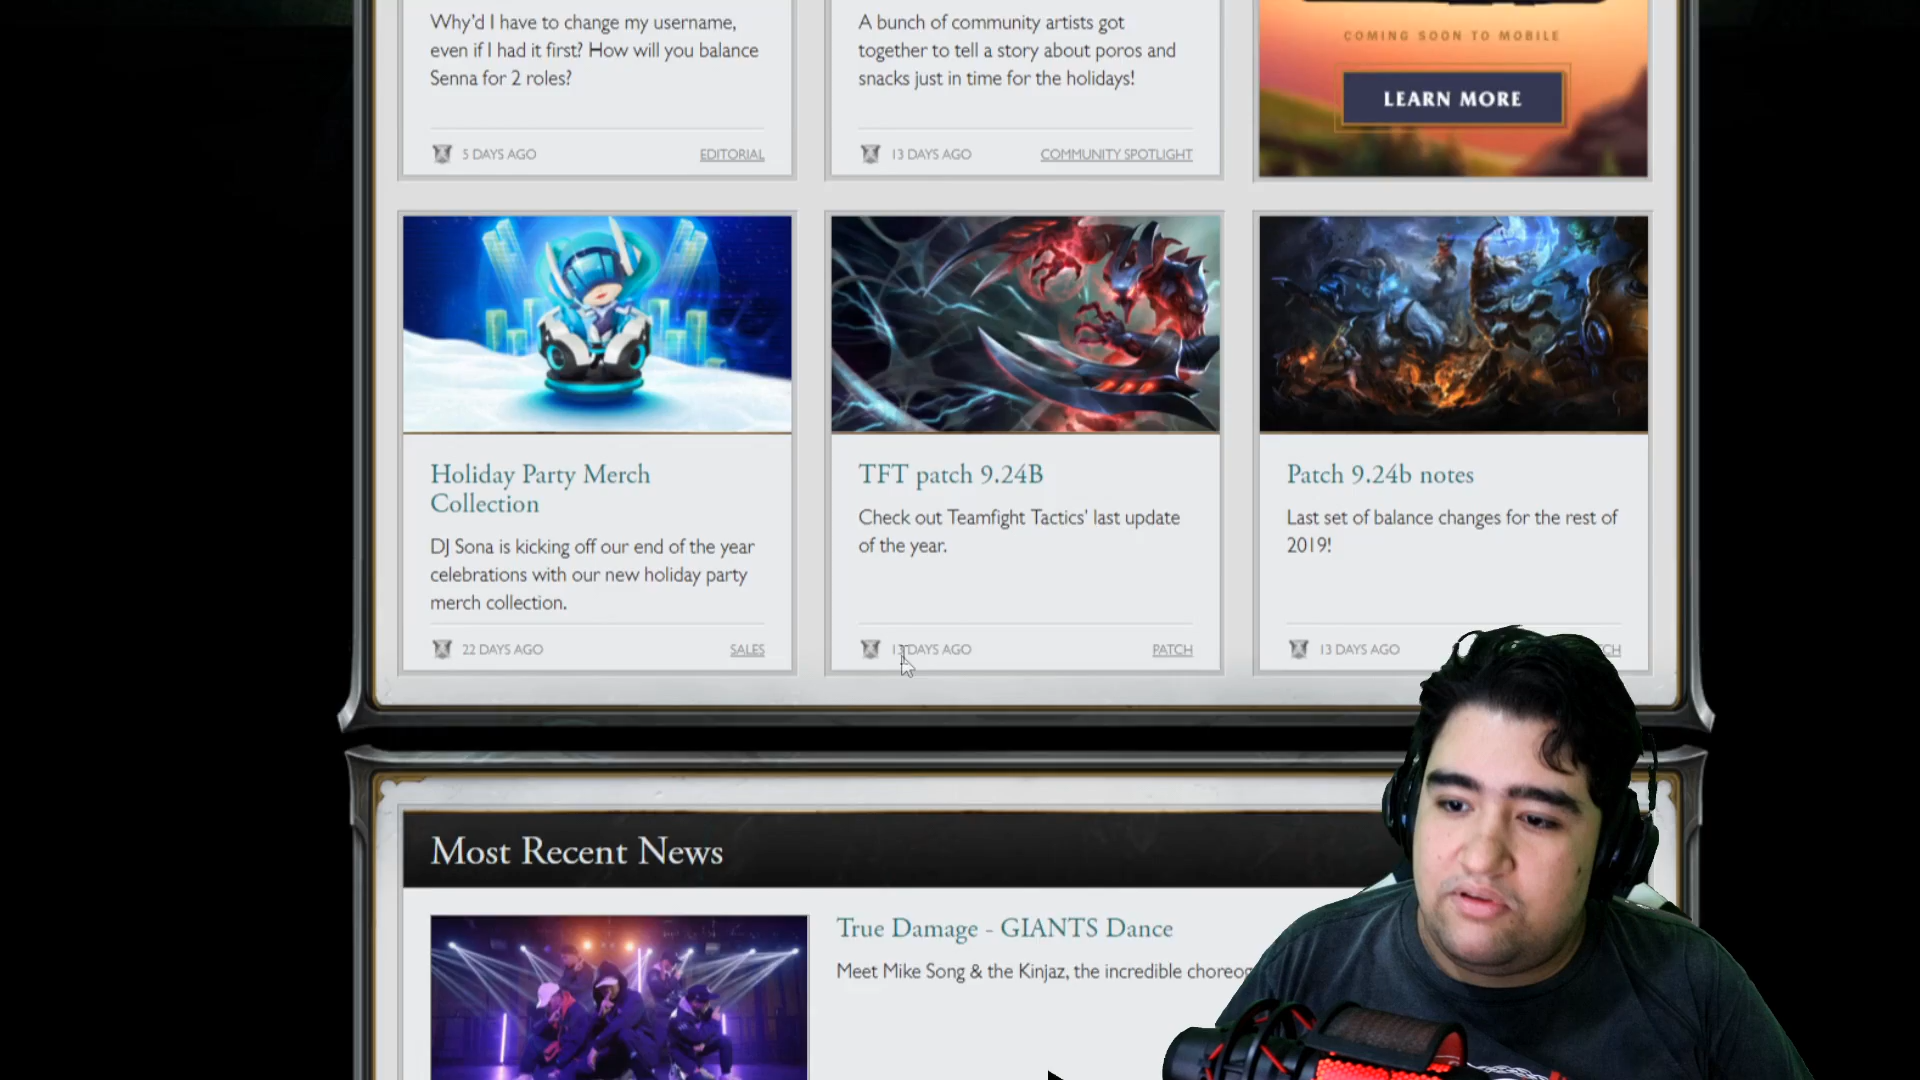 Why'd I have to change my username,
even if I had it first? How will you balance
Senna for 2 roles?
5 DAYS AGO
EDITORIAL
A bunch of community artists got
together to tell a story about poros and
snacks just in time for the holidays!
13 DAYS AGO
COMMUNITY SPOTLIGHT
COMING SOON TO MOBILE
LEARN MORE
Holiday Party Merch
Collection
DJ Sona is kicking off our end of the year
celebrations with our new holiday party
merch collection.
22 DAYS AGO
SALES
TFT patch 9.24B
Check out Teamfight Tactics' last update
of the year.
13 DAYS AGO
PATCH
Patch 9.24b notes
Last set of balance changes for the rest of
2019!
13 DAYS AGO
Most Recent News
True Damage - GIANTS Dance
Meet Mike Song & the Kinjaz, the incredible